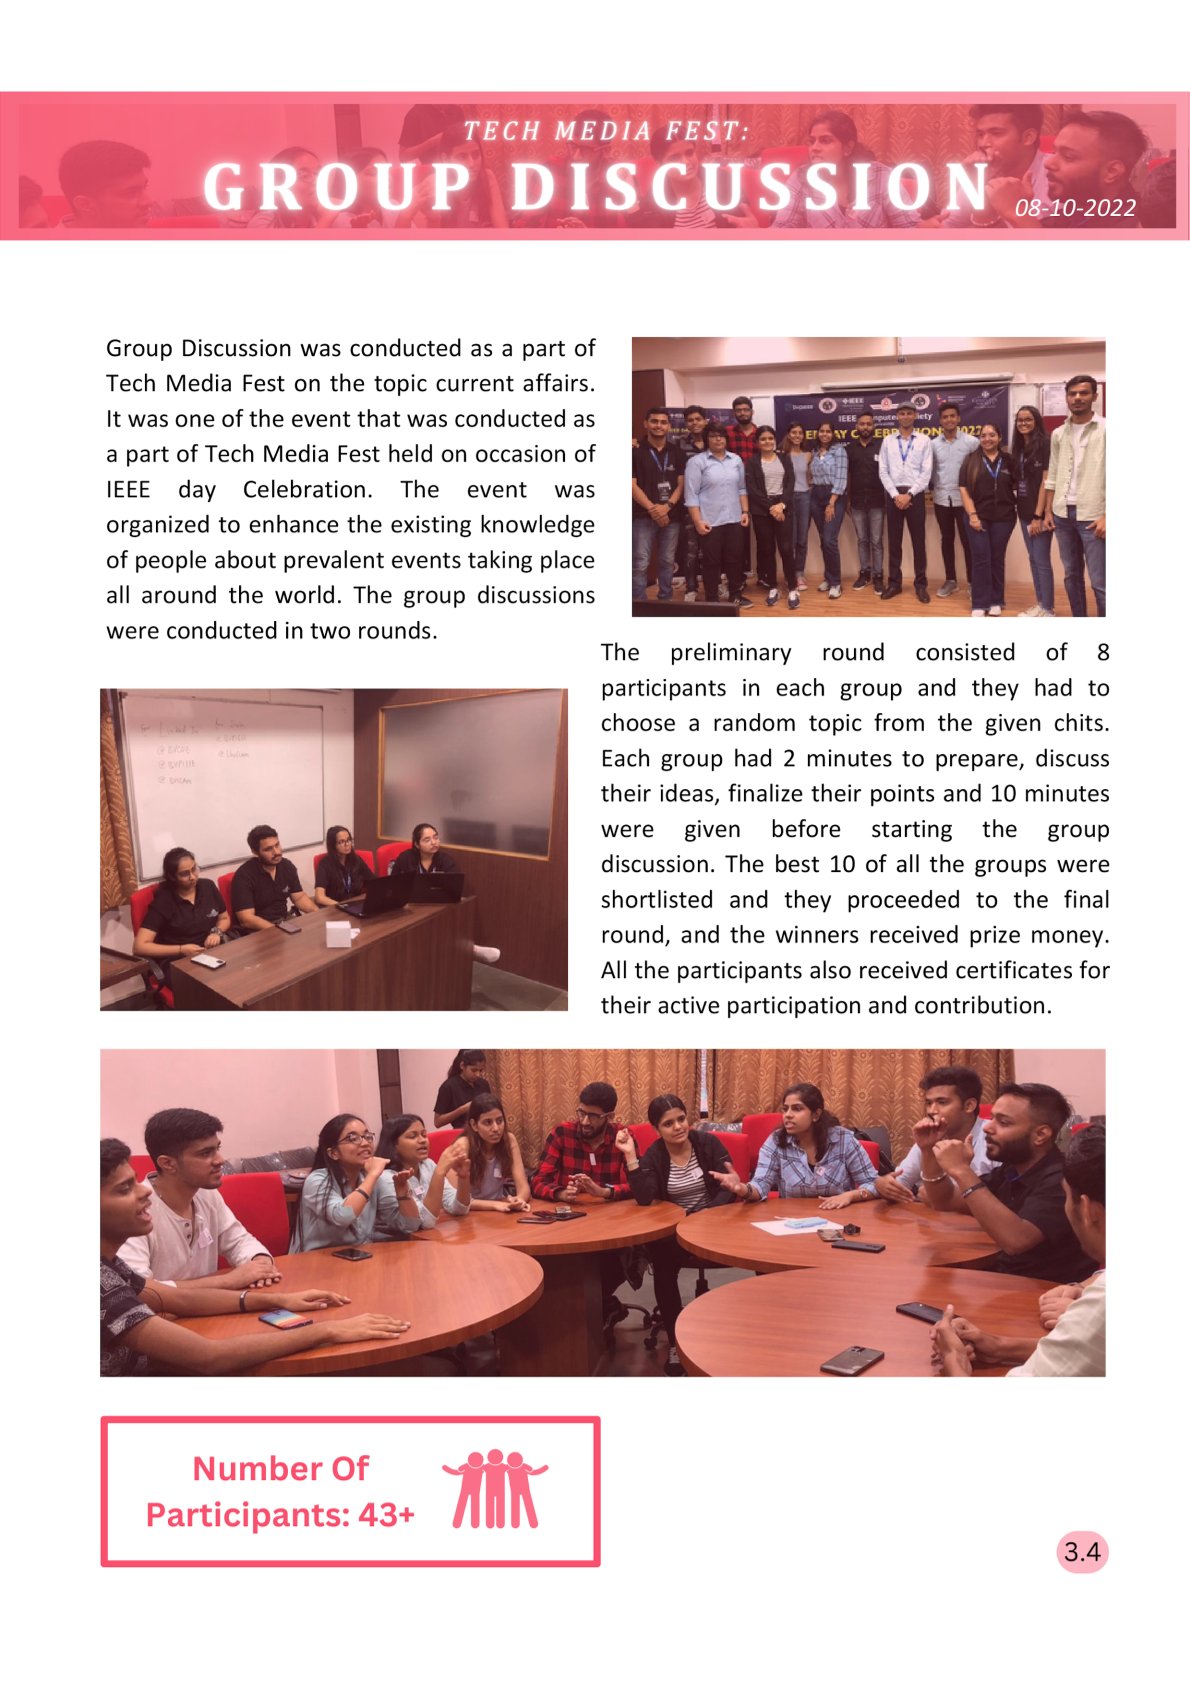 TECH MEDIA FEST:
GROUP DISCUSSION
08-10-2022
Group Discussion was conducted as a part of
Tech Media Fest on the topic current affairs.
It was one of the event that was conducted as
a part of Tech Media Fest held on occasion of
IEEE day Celebration. The event was
organized to enhance the existing knowledge
of people about prevalent events taking place
all around the world. The group discussions
were conducted in two rounds.
IEEE
The preliminary round consisted of 8
participants in each group and they had to
choose a random topic from the given chits.
Each group had 2 minutes to prepare, discuss
their ideas, finalize their points and 10 minutes
were given before starting the group
discussion. The best 10 of all the groups were
shortlisted and they proceeded to the final
round, and the winners received prize money.
All the participants also received certificates for
their active participation and contribution.
Number Of
Participants: 43+
3.4